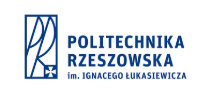 POLITECHNIKA
RZESZOWSKA
im. IGNACEGO ŁUKASIEWICZA